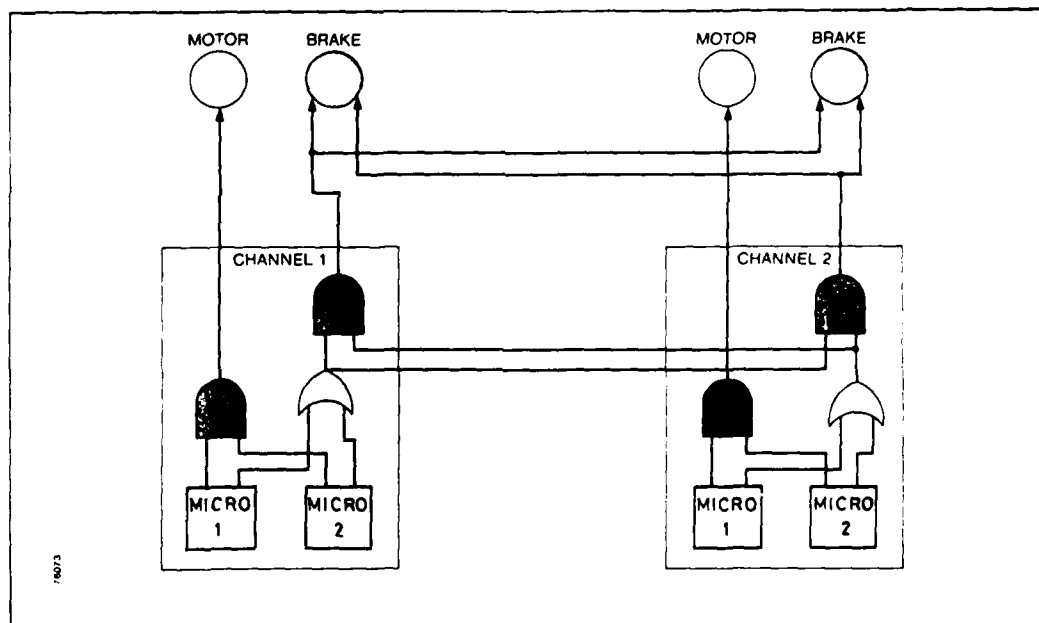 MOTOR BRAKE MOTOR BRAKE
CHANNEL 1 CHANNEL 2
MICRO 1 MICRO 2 MICRO 1 MICRO 2
76073